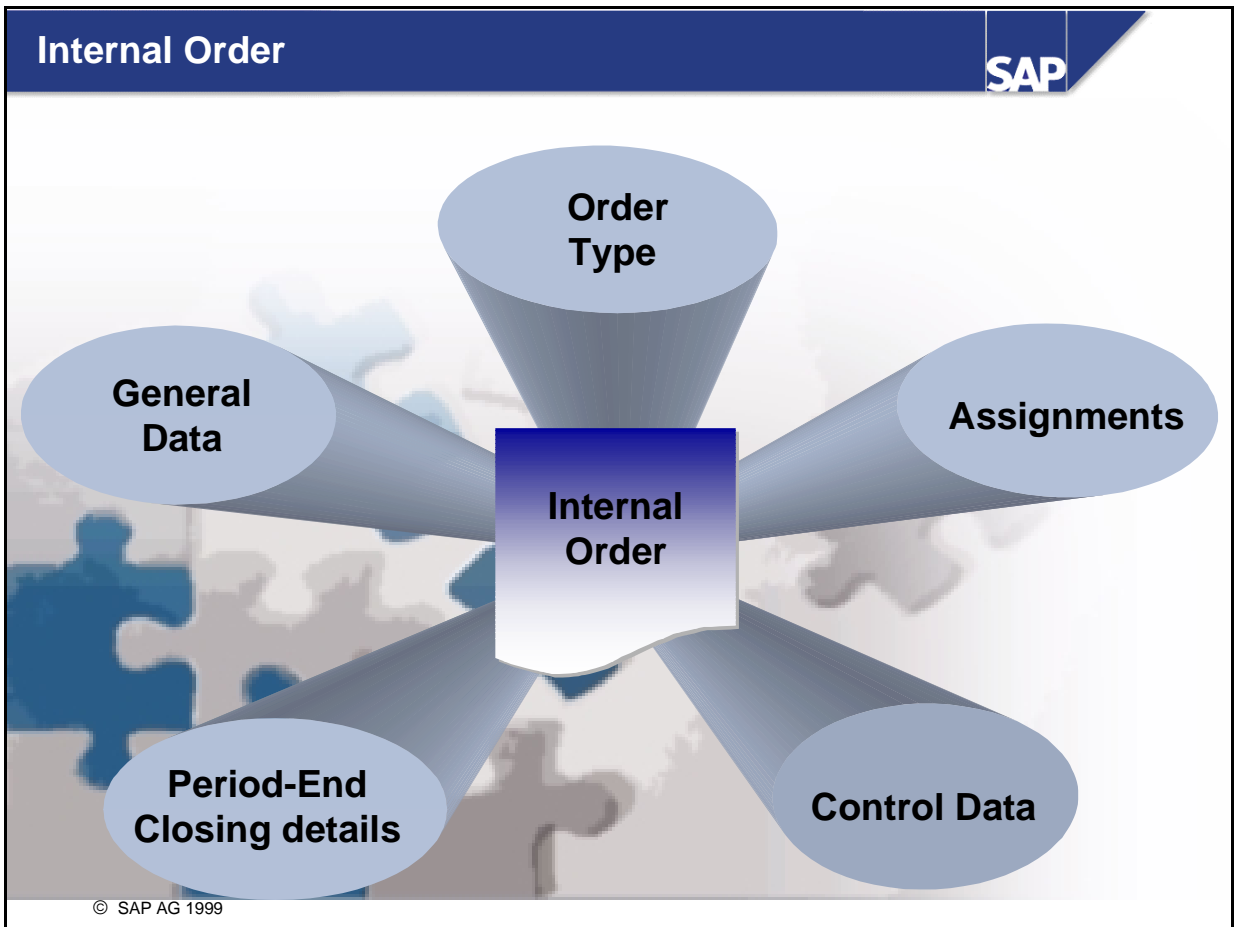 Internal Order
SAP
Order
Type
General
Data
Assignments
Internal
Order
Period-End
Closing details
Control Data
© SAP AG 1999